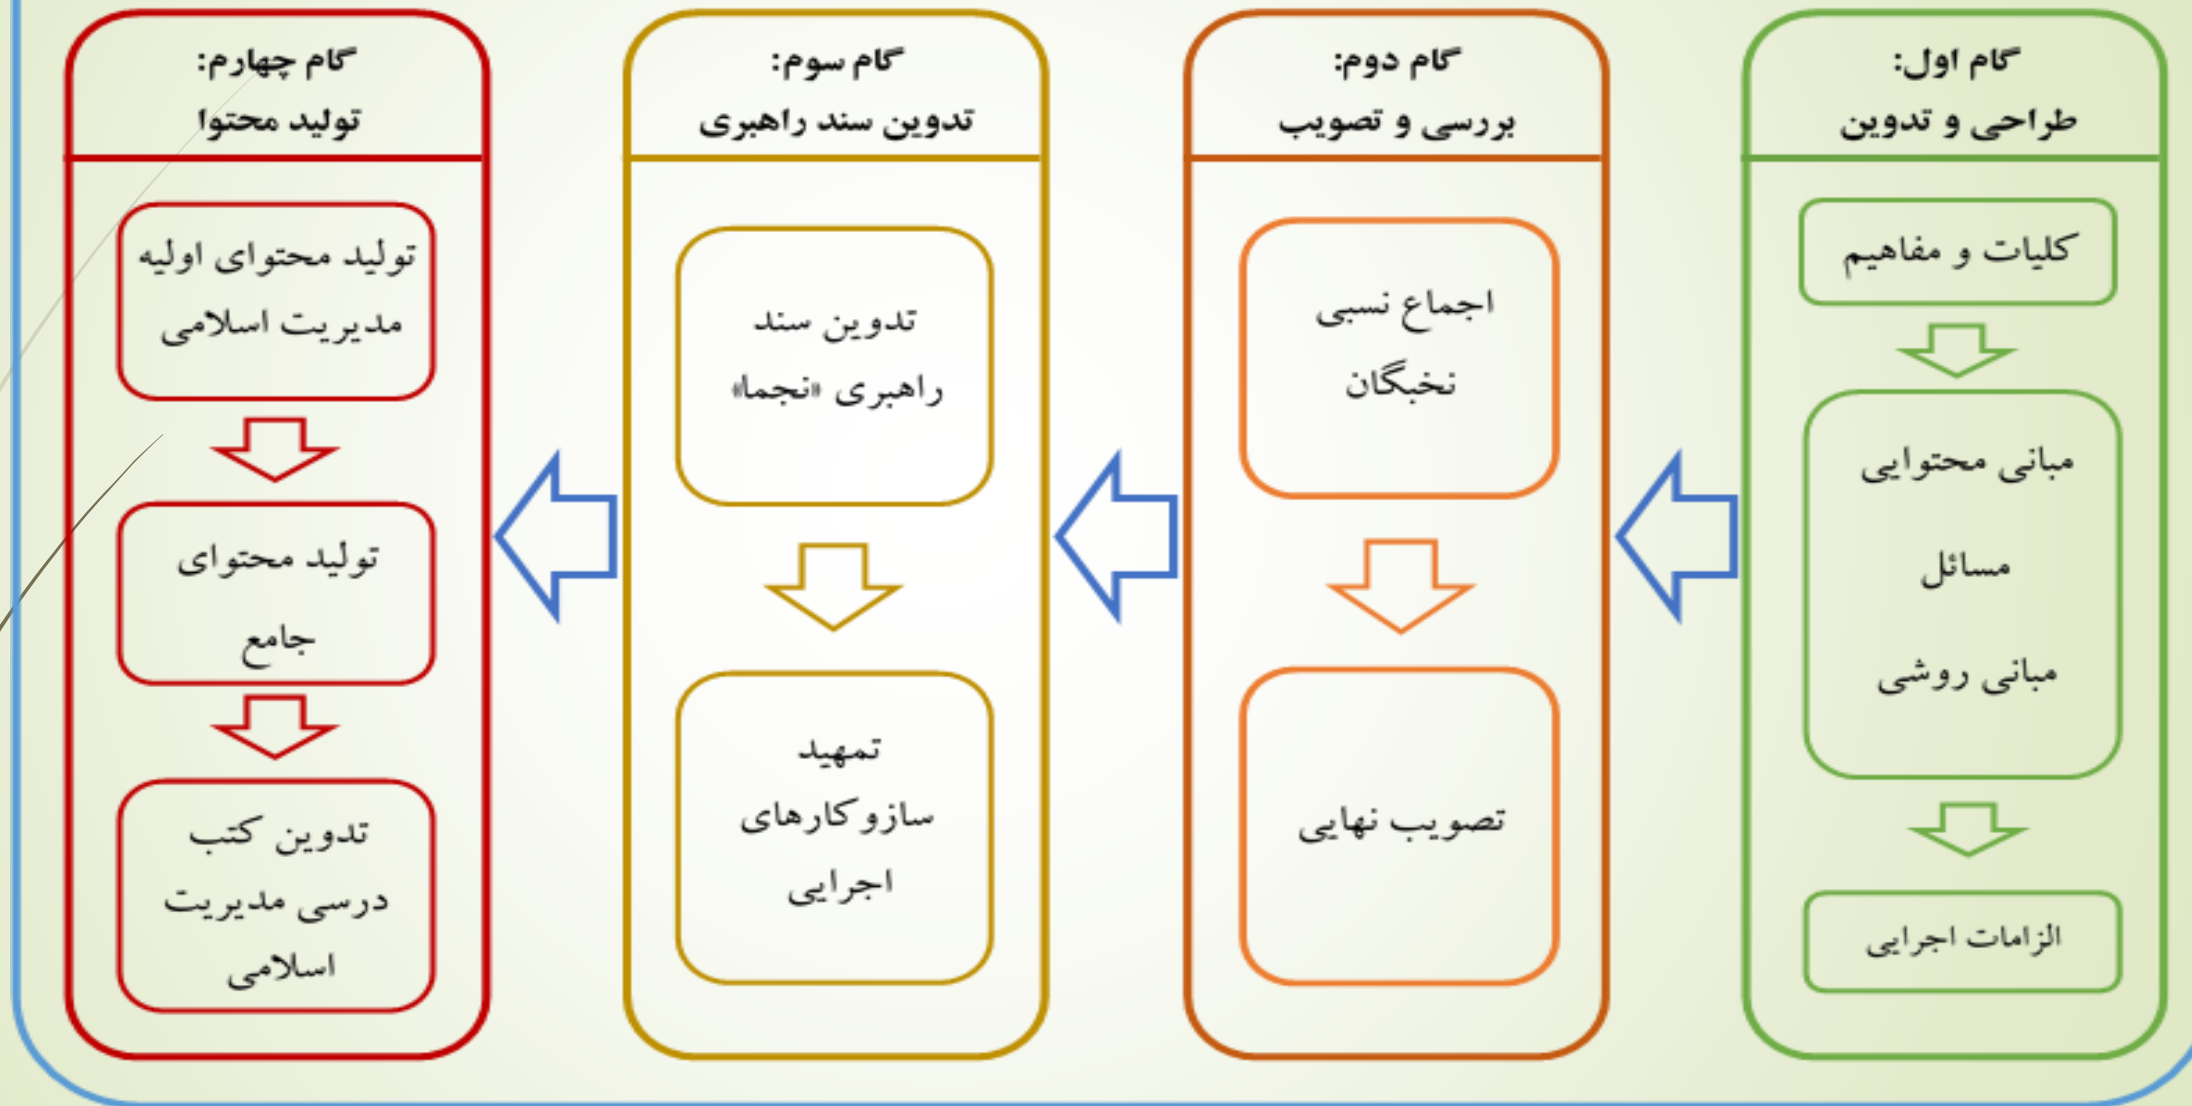 گام اول:
طراحی و تدوین
کلیات و مفاهیم
مبانی محتوایی
مسائل
مبانی روشی
الزامات اجرایی
گام دوم:
بررسی و تصویب
اجماع نسبی
نخبگان
تصویب نهایی
گام سوم:
تدوین سند راهبری
تدوین سند
راهبری «نجما»
تمهید
سازوکارهای
اجرایی
گام چهارم:
تولید محتوا
تولید محتوای اولیه
مدیریت اسلامی
تولید محتوای
جامع
تدوین کتب
درسی مدیریت
اسلامی